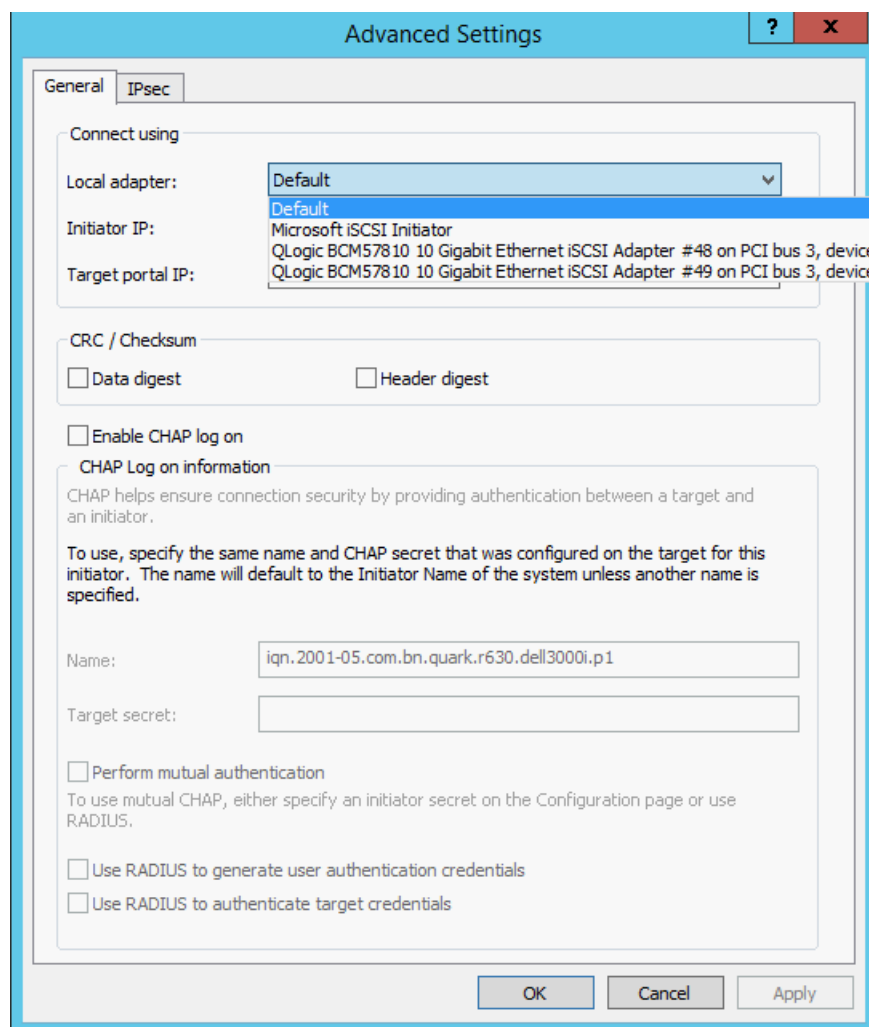 Advanced Settings
?
x
General
IPsec
Connect using
Local adapter:
Default
Default
Initiator IP:
Microsoft iSCSI Initiator
QLogic BCM57810 10 Gigabit Ethernet iSCSI Adapter #48 on PCI bus 3, device
Target portal IP:
QLogic BCM57810 10 Gigabit Ethernet iSCSI Adapter #49 on PCI bus 3, device
CRC / Checksum
Data digest
Header digest
Enable CHAP log on
CHAP Log on information
CHAP helps ensure connection security by providing authentication between a target and
an initiator.
To use, specify the same name and CHAP secret that was configured on the target for this
initiator. The name will default to the Initiator Name of the system unless another name is
specified.
Name:
iqn.2001-05.com.bn.quark.r630.dell3000i.p1
Target secret:
Perform mutual authentication
To use mutual CHAP, either specify an initiator secret on the Configuration page or use
RADIUS.
Use RADIUS to generate user authentication credentials
Use RADIUS to authenticate target credentials
OK
Cancel
Apply